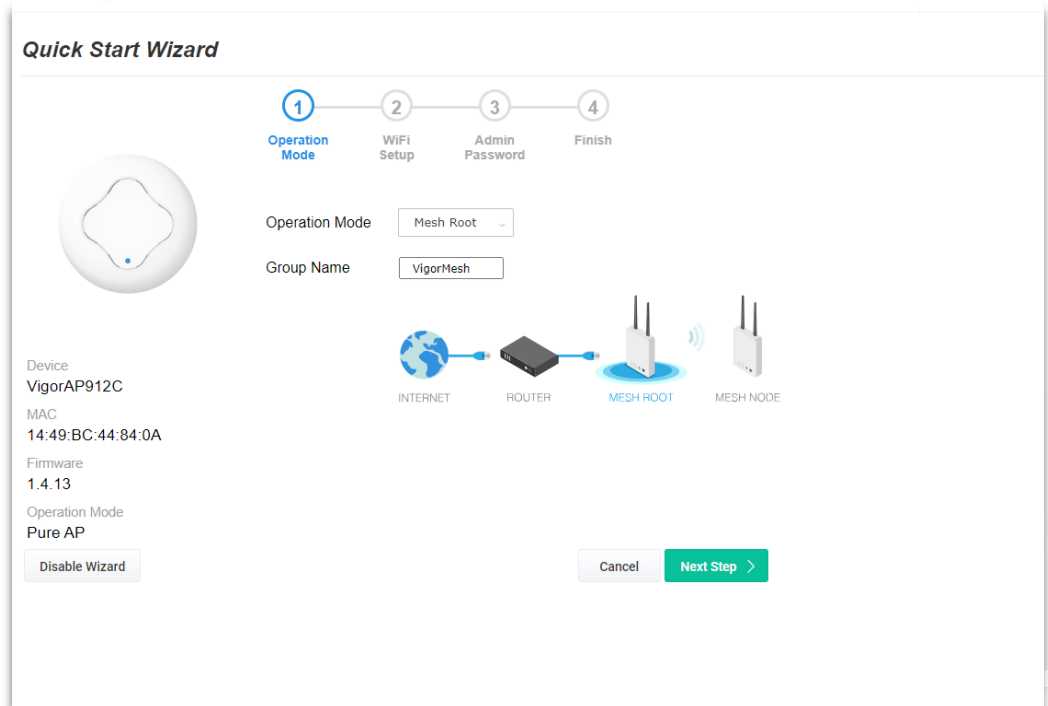 Quick Start Wizard
1
2
3
4
Operation
Mode
WiFi
Setup
Admin
Password
Finish
Operation Mode
Mesh Root
Group Name
VigorMesh
INTERNET
ROUTER
MESH ROOT
MESH NODE
Device
VigorAP912C
MAC
14:49:BC:44:84:0A
Firmware
1.4.13
Operation Mode
Pure AP
Disable Wizard
Cancel
Next Step